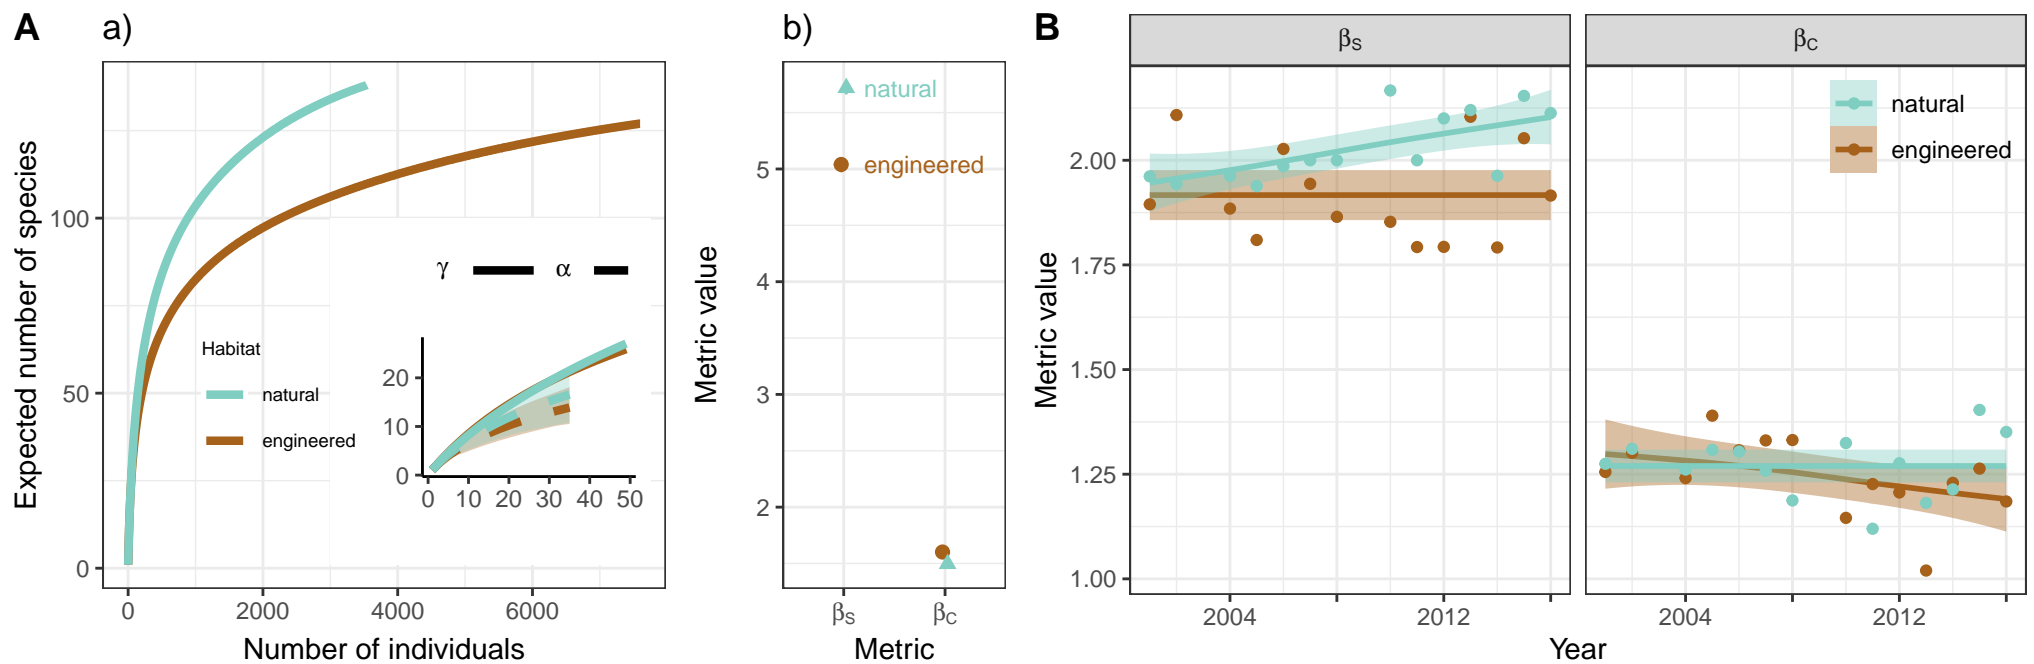 A
a)
Expected number of species
100
50
0
0
2000
4000
6000
Number of individuals
Habitat
natural
engineered
γ
α
20
10
0
0
10
20
30
40
50
b)
Metric value
5
4
3
2
natural
engineered
βS
βC
Metric
B
βS
βC
Metric value
2.00
1.75
1.50
1.25
1.00
natural
engineered
2004
2012
2004
2012
Year